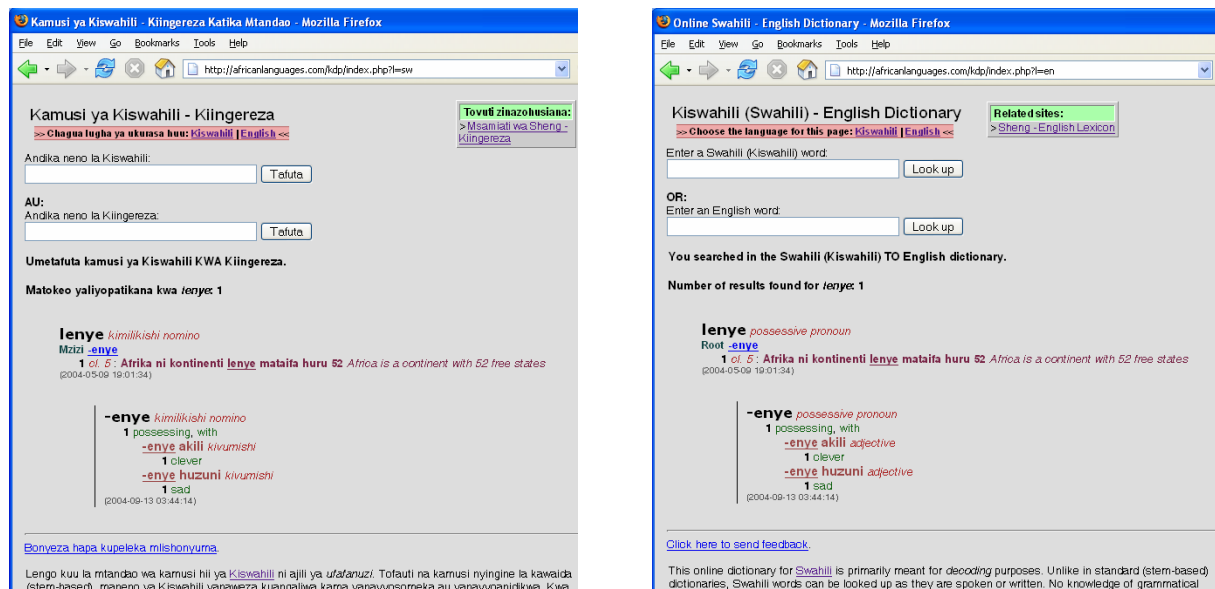 Kamusi ya Kiswahili - Kiingereza Katika Mtandao - Mozilla Firefox
File Edit View Go Bookmarks Tools Help
http://africanlanguages.com/kdp/index.php?l=sw
Kamusi ya Kiswahili - Kiingereza
>> Chagua lugha ya ukurasa huu: Kiswahili | English <<
Tovuti zinazohusiana:
> Msamiati wa Sheng -
Kiingereza
Andika neno la Kiswahili:
Tafuta
AU:
Andika neno la Kiingereza:
Tafuta
Umetafuta kamusi ya Kiswahili KWA Kiingereza.
Matokeo yaliyopatikana kwa lenye: 1
lenye kimilikishi nomino
Mzizi -enye
1 cl. 5 : Afrika ni kontinenti lenye mataifa huru 52 Africa is a continent with 52 free states
(2004-05-09 19:01:34)
-enye kimilikishi nomino
1 possessing, with
-enye akili kivumishi
1 clever
-enye huzuni kivumishi
1 sad
(2004-09-13 03:44:14)
Bonyeza hapa kupeleka mlishonyuma.
Lengo kuu la mtandao wa kamusi hii ya Kiswahili ni ajili ya ufafanuzi. Tofauti na kamusi nyingine la kawaida
(stem-based), maneno ya Kiswahili yanaweza kuangaliwa kama yanavyosomeka au yanavyoandikwa. Kwa
Online Swahili - English Dictionary - Mozilla Firefox
File Edit View Go Bookmarks Tools Help
http://africanlanguages.com/kdp/index.php?l=en
Kiswahili (Swahili) - English Dictionary
>> Choose the language for this page: Kiswahili | English <<
Related sites:
> Sheng - English Lexicon
Enter a Swahili (Kiswahili) word:
Look up
OR:
Enter an English word:
Look up
You searched in the Swahili (Kiswahili) TO English dictionary.
Number of results found for lenye: 1
lenye possessive pronoun
Root -enye
1 cl. 5 : Afrika ni kontinenti lenye mataifa huru 52 Africa is a continent with 52 free states
(2004-05-09 19:01:34)
-enye possessive pronoun
1 possessing, with
-enye akili adjective
1 clever
-enye huzuni adjective
1 sad
(2004-09-13 03:44:14)
Click here to send feedback.
This online dictionary for Swahili is primarily meant for decoding purposes. Unlike in standard (stem-based)
dictionaries, Swahili words can be looked up as they are spoken or written. No knowledge of grammatical